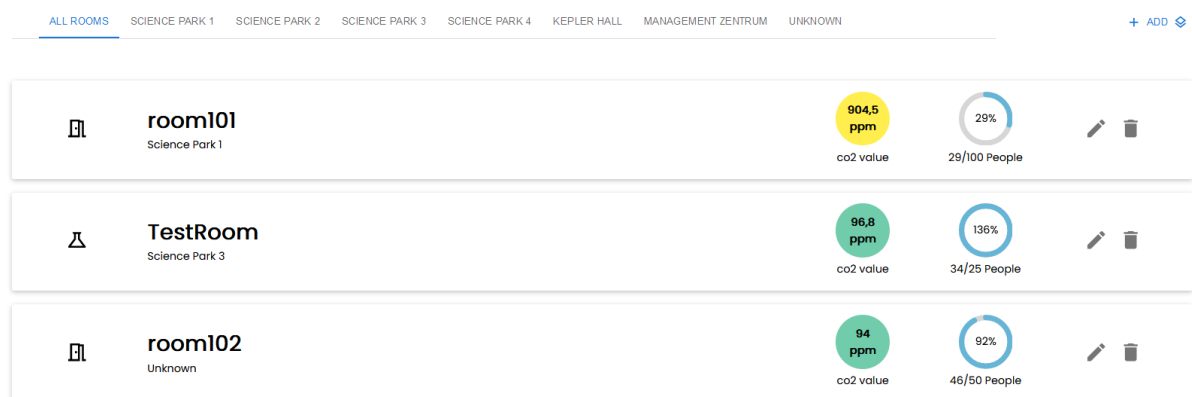 ALL ROOMS SCIENCE PARK 1 SCIENCE PARK 2 SCIENCE PARK 3 SCIENCE PARK 4 KEPLER HALL MANAGEMENT ZENTRUM UNKNOWN + ADD
room101
Science Park 1
904,5
ppm
co2 value
29%
29/100 People
TestRoom
Science Park 3
96,8
ppm
co2 value
136%
34/25 People
room102
Unknown
94
ppm
co2 value
92%
46/50 People